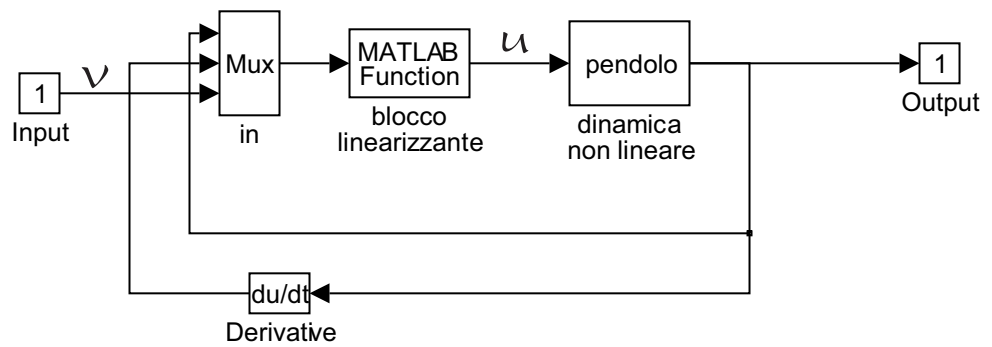 1
Input
ν
Mux
in
MATLAB
Function
blocco
linearizzante
u
pendolo
dinamica
non lineare
1
Output
du/dt
Derivative